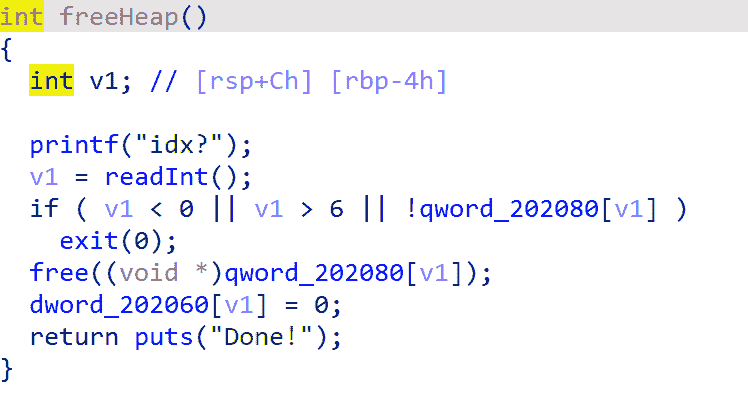 int freeHeap()
{
int v1; // [rsp+Ch] [rbp-4h]
printf("idx?");
v1 = readInt();
if ( v1 < 0 || v1 > 6 || !qword_202080[v1] )
exit(0);
free((void *)qword_202080[v1]);
dword_202060[v1] = 0;
return puts("Done!");
}